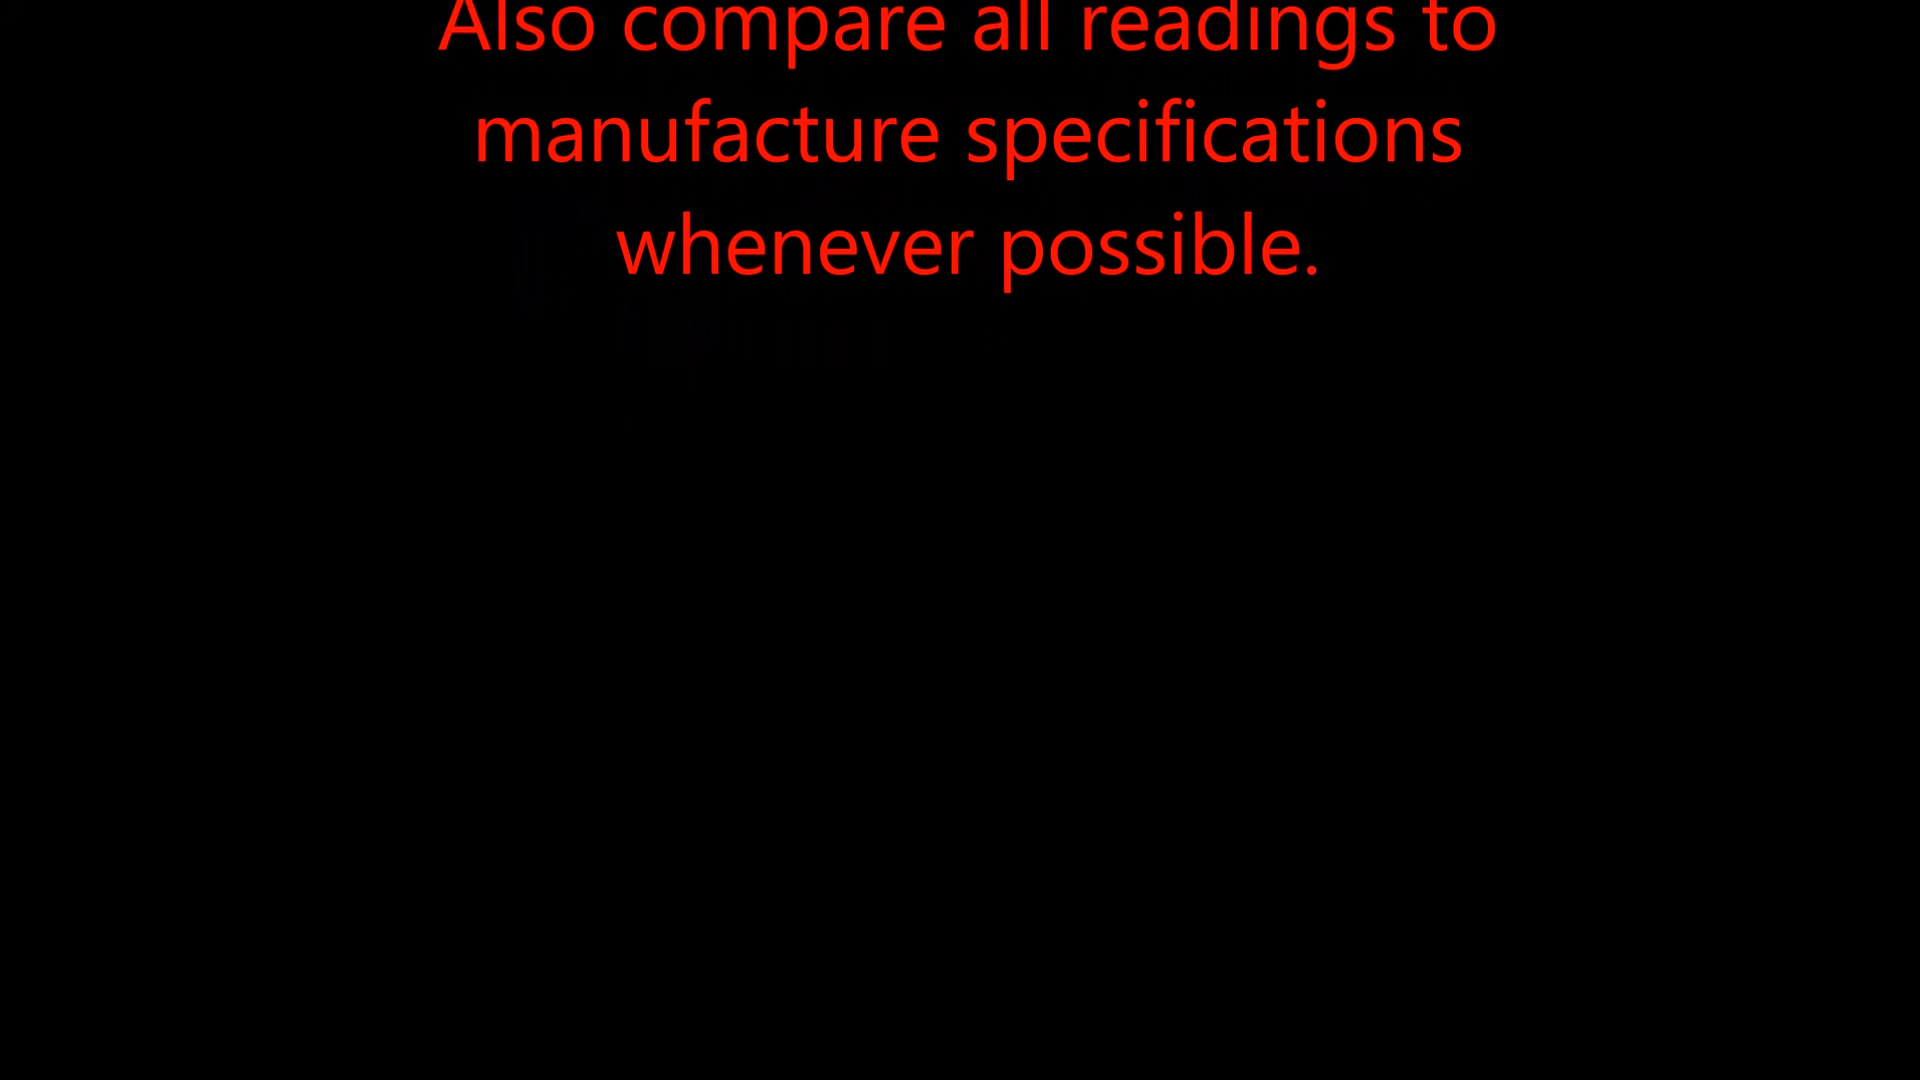 Also compare all readings to
manufacture specifications
whenever possible.